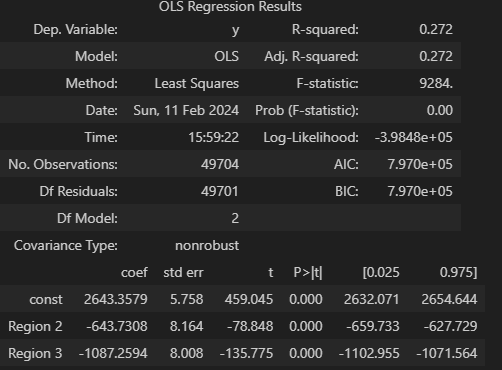 OLS Regression Results
Dep. Variable: y R-squared: 0.272
Model: OLS Adj. R-squared: 0.272
Method: Least Squares F-statistic: 9284.
Date: Sun, 11 Feb 2024 Prob (F-statistic): 0.00
Time: 15:59:22 Log-Likelihood: -3.9848e+05
No. Observations: 49704 AIC: 7.970e+05
Df Residuals: 49701 BIC: 7.970e+05
Df Model: 2
Covariance Type: nonrobust
coef std err t P>|t| [0.025 0.975]
const 2643.3579 5.758 459.045 0.000 2632.071 2654.644
Region 2 -643.7308 8.164 -78.848 0.000 -659.733 -627.729
Region 3 -1087.2594 8.008 -135.775 0.000 -1102.955 -1071.564